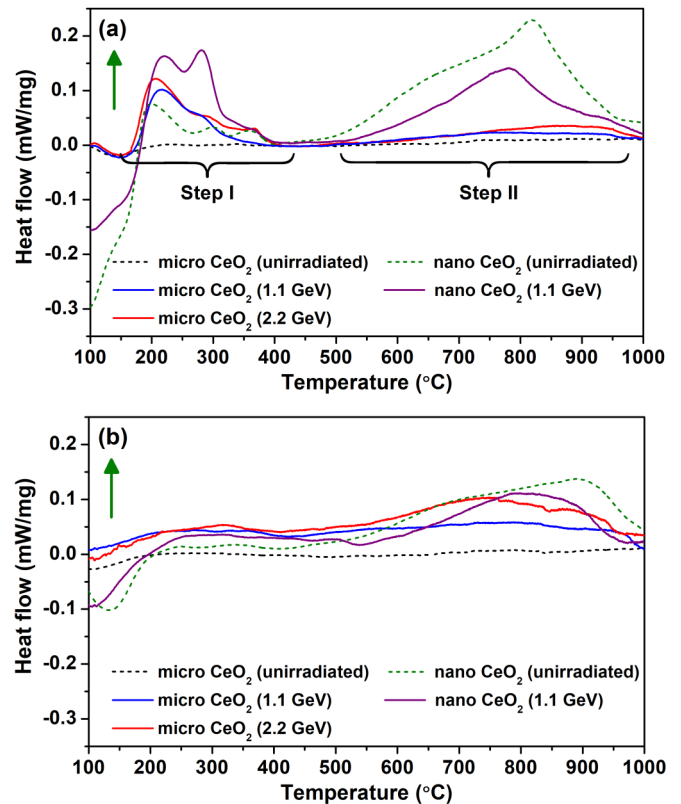 (a)
0.2
0.1
0.0
-0.1
-0.2
-0.3
Heat flow (mW/mg)
Step I
Step II
micro CeO₂ (unirradiated)
nano CeO₂ (unirradiated)
micro CeO₂ (1.1 GeV)
nano CeO₂ (1.1 GeV)
micro CeO₂ (2.2 GeV)
100 200 300 400 500 600 700 800 900 1000
Temperature (°C)
(b)
0.2
0.1
0.0
-0.1
-0.2
-0.3
Heat flow (mW/mg)
micro CeO₂ (unirradiated)
nano CeO₂ (unirradiated)
micro CeO₂ (1.1 GeV)
nano CeO₂ (1.1 GeV)
micro CeO₂ (2.2 GeV)
100 200 300 400 500 600 700 800 900 1000
Temperature (°C)